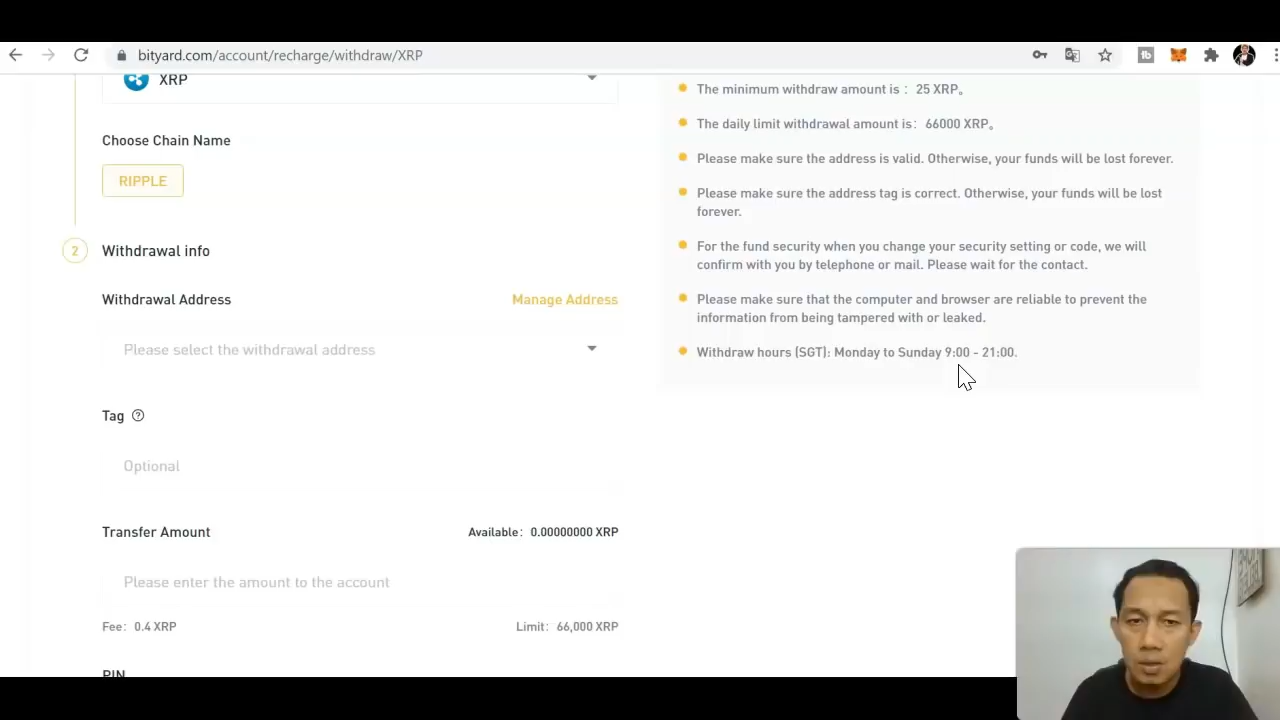 bityard.com/account/recharge/withdraw/XRP
XRP
Choose Chain Name
RIPPLE
2
Withdrawal info
Withdrawal Address
Manage Address
Please select the withdrawal address
Tag
Optional
Transfer Amount
Available: 0.00000000 XRP
Please enter the amount to the account
Fee: 0.4 XRP
Limit: 66,000 XRP
PIN
The minimum withdraw amount is : 25 XRP。
The daily limit withdrawal amount is: 66000 XRP。
Please make sure the address is valid. Otherwise, your funds will be lost forever.
Please make sure the address tag is correct. Otherwise, your funds will be lost
forever.
For the fund security when you change your security setting or code, we will
confirm with you by telephone or mail. Please wait for the contact.
Please make sure that the computer and browser are reliable to prevent the
information from being tampered with or leaked.
Withdraw hours (SGT): Monday to Sunday 9:00 - 21:00.